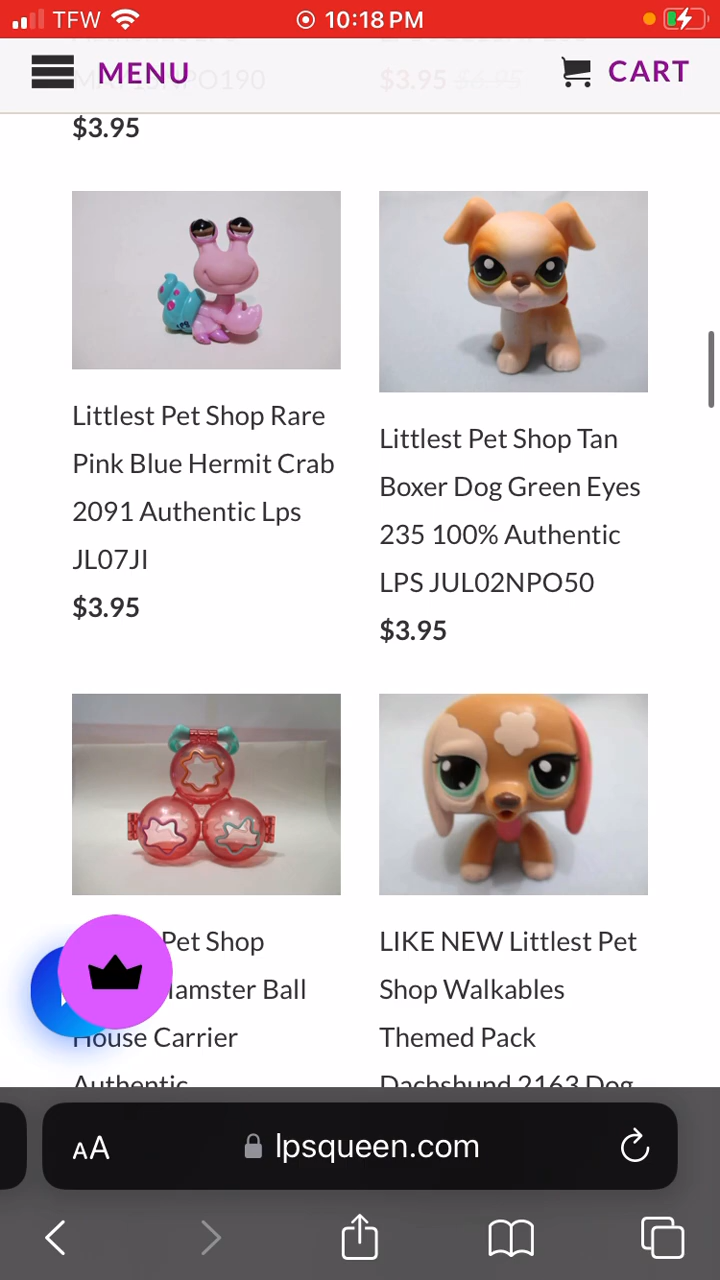 TFW
10:18 PM
MENU
CART
MAY15NPO190
$3.95 $6.95
$3.95
Littlest Pet Shop Rare
Pink Blue Hermit Crab
2091 Authentic Lps
JL07JI
$3.95
Littlest Pet Shop Tan
Boxer Dog Green Eyes
235 100% Authentic
LPS JUL02NPO50
$3.95
Pet Shop
Hamster Ball
House Carrier
Authentic
LIKE NEW Littlest Pet
Shop Walkables
Themed Pack
Dachshund 2163 Dog
AA
lpsqueen.com